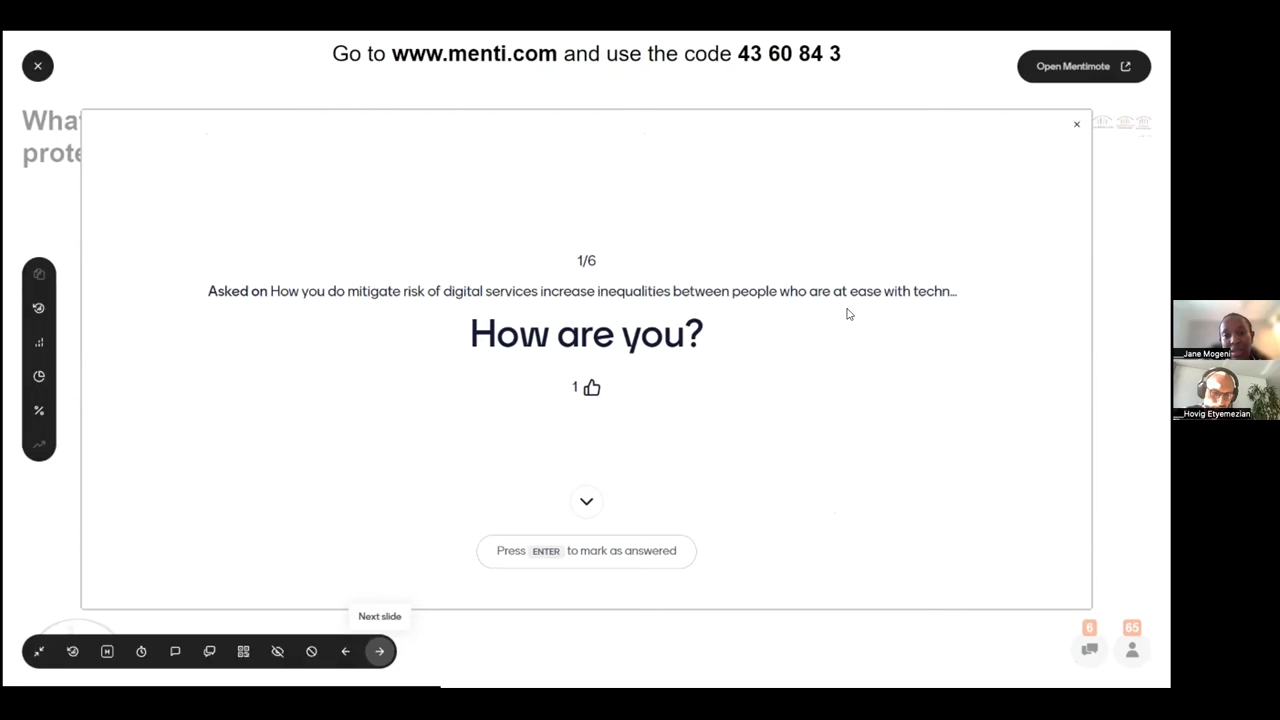 Go to www.menti.com and use the code 43 60 84 3
Open Mentimote
What
prote
1/6
Asked on How you do mitigate risk of digital services increase inequalities between people who are at ease with techn...
How are you?
1
Press ENTER to mark as answered
Next slide
H
6
65
Jane Mogeni
Hovig Etyemezian